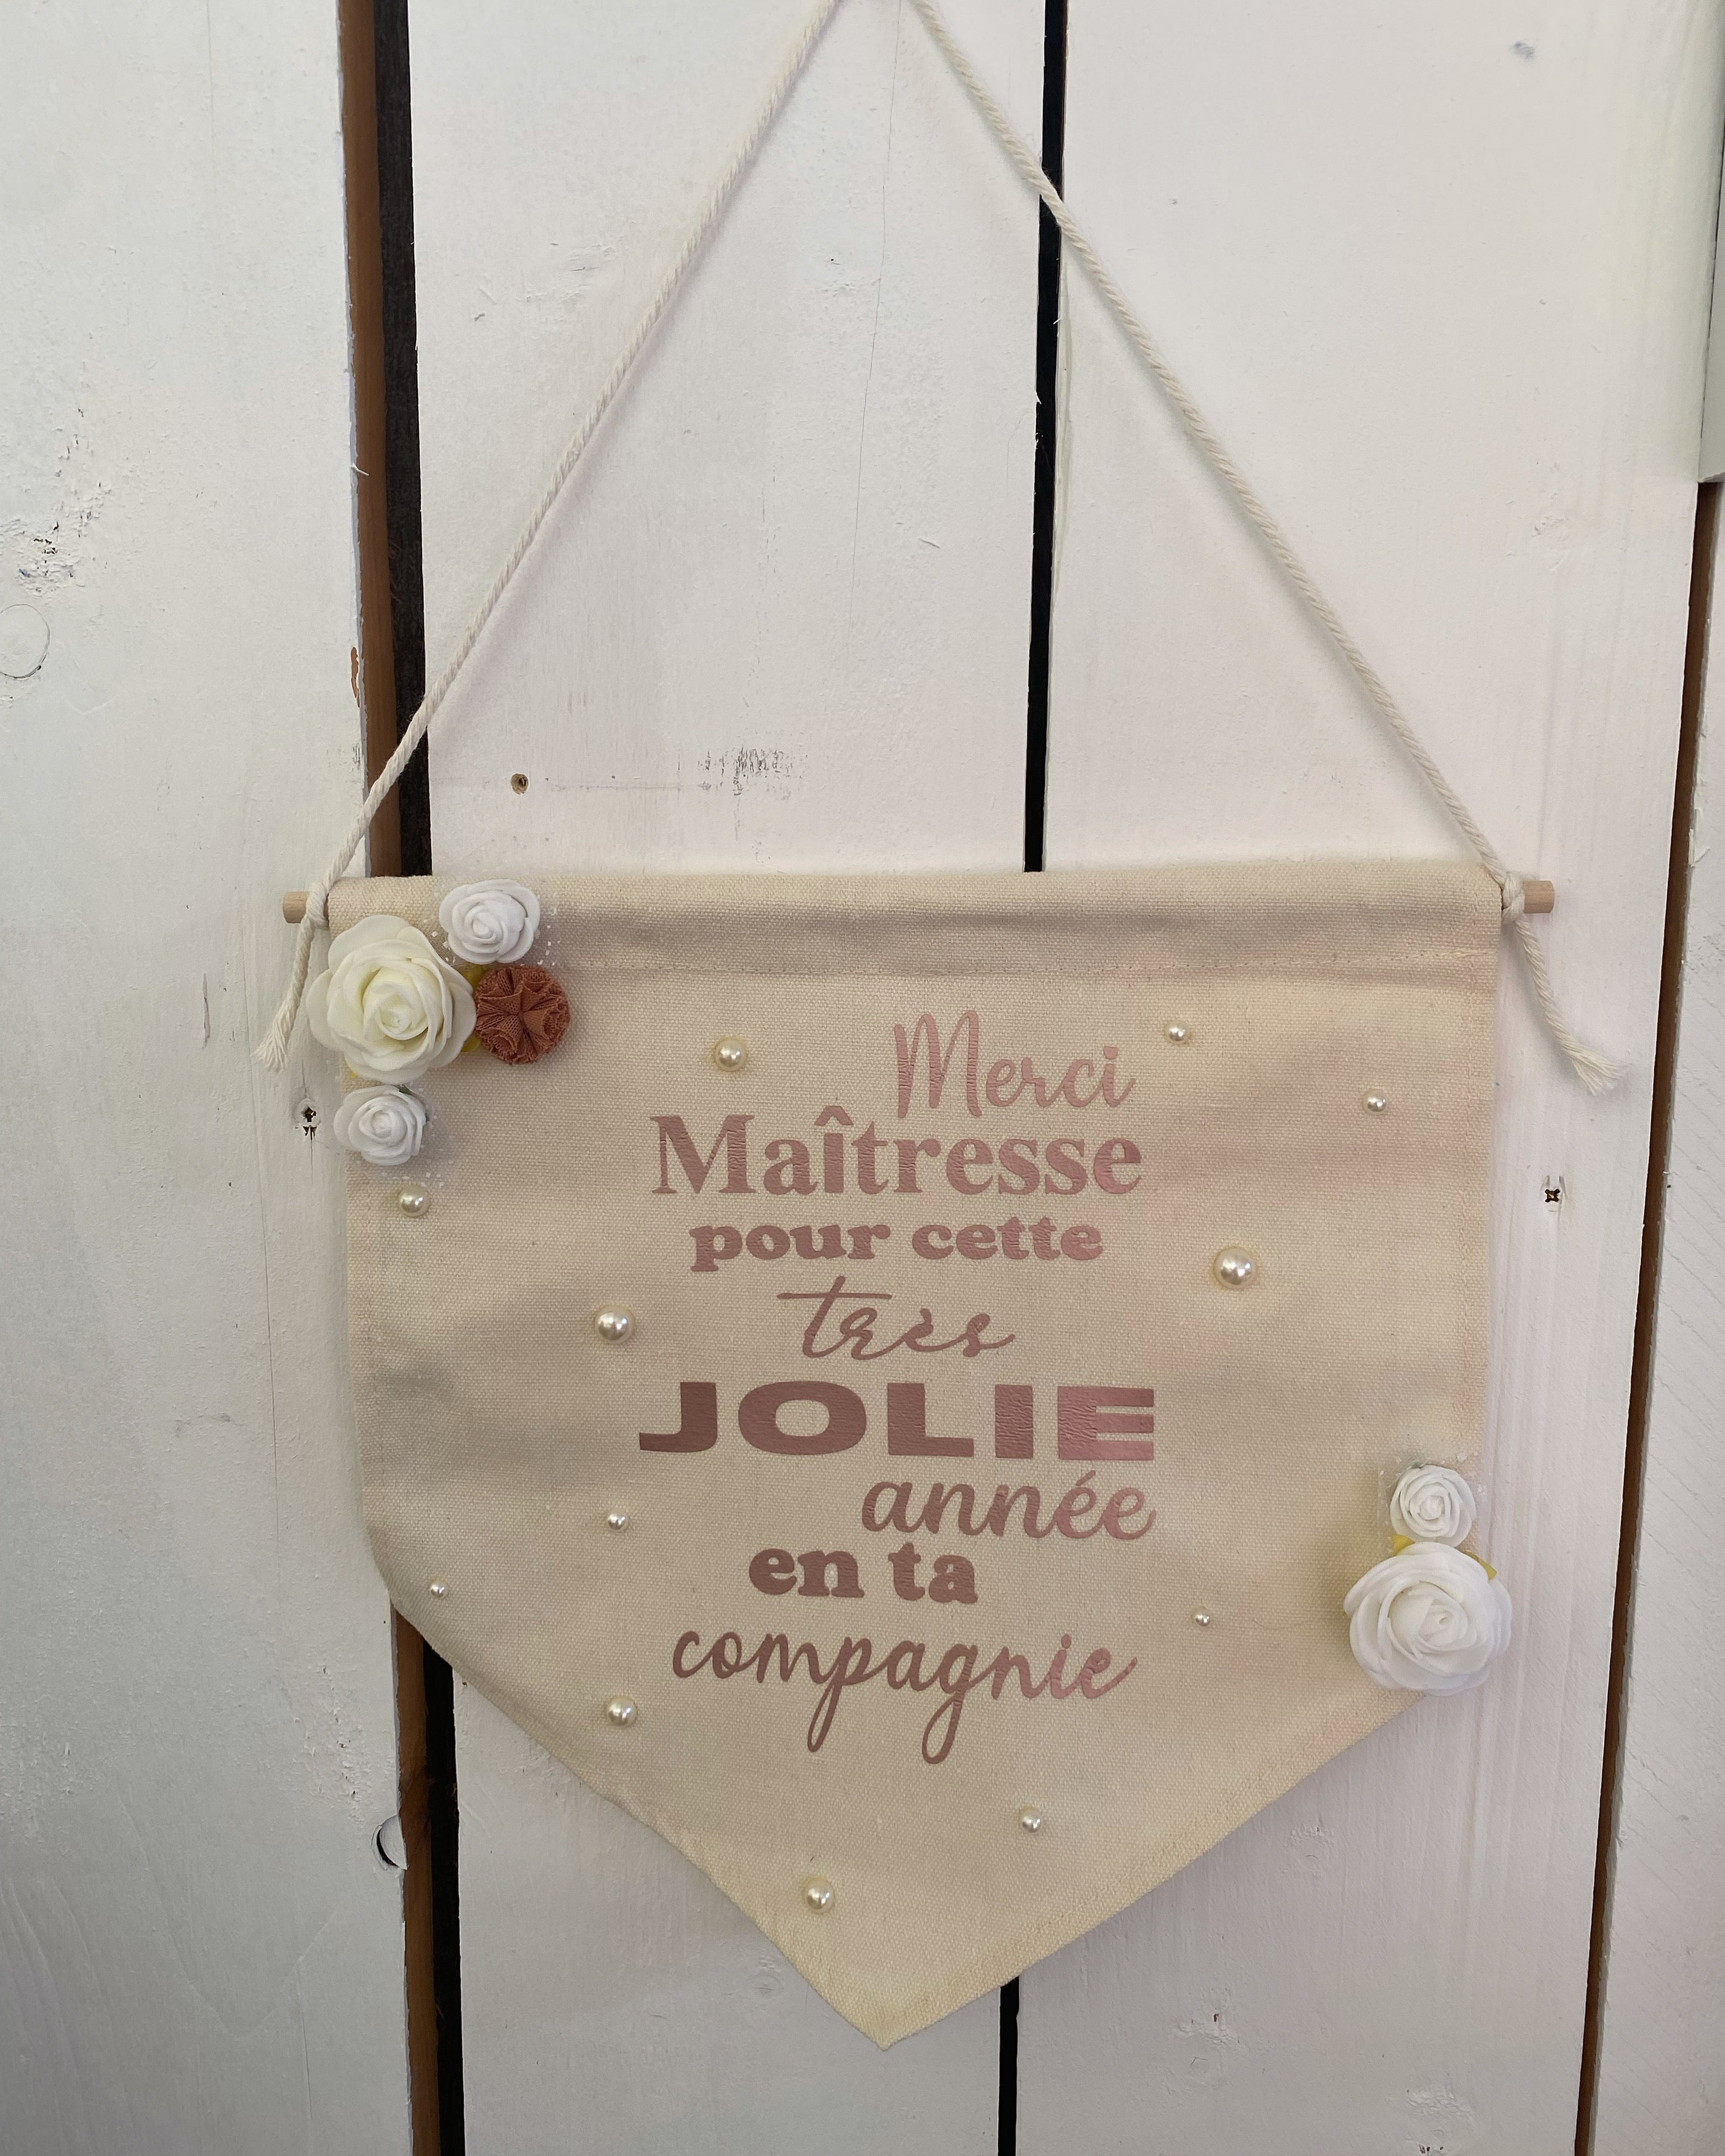 Merci
Maîtresse
pour cette
très
JOLIE
année
en ta
compagnie